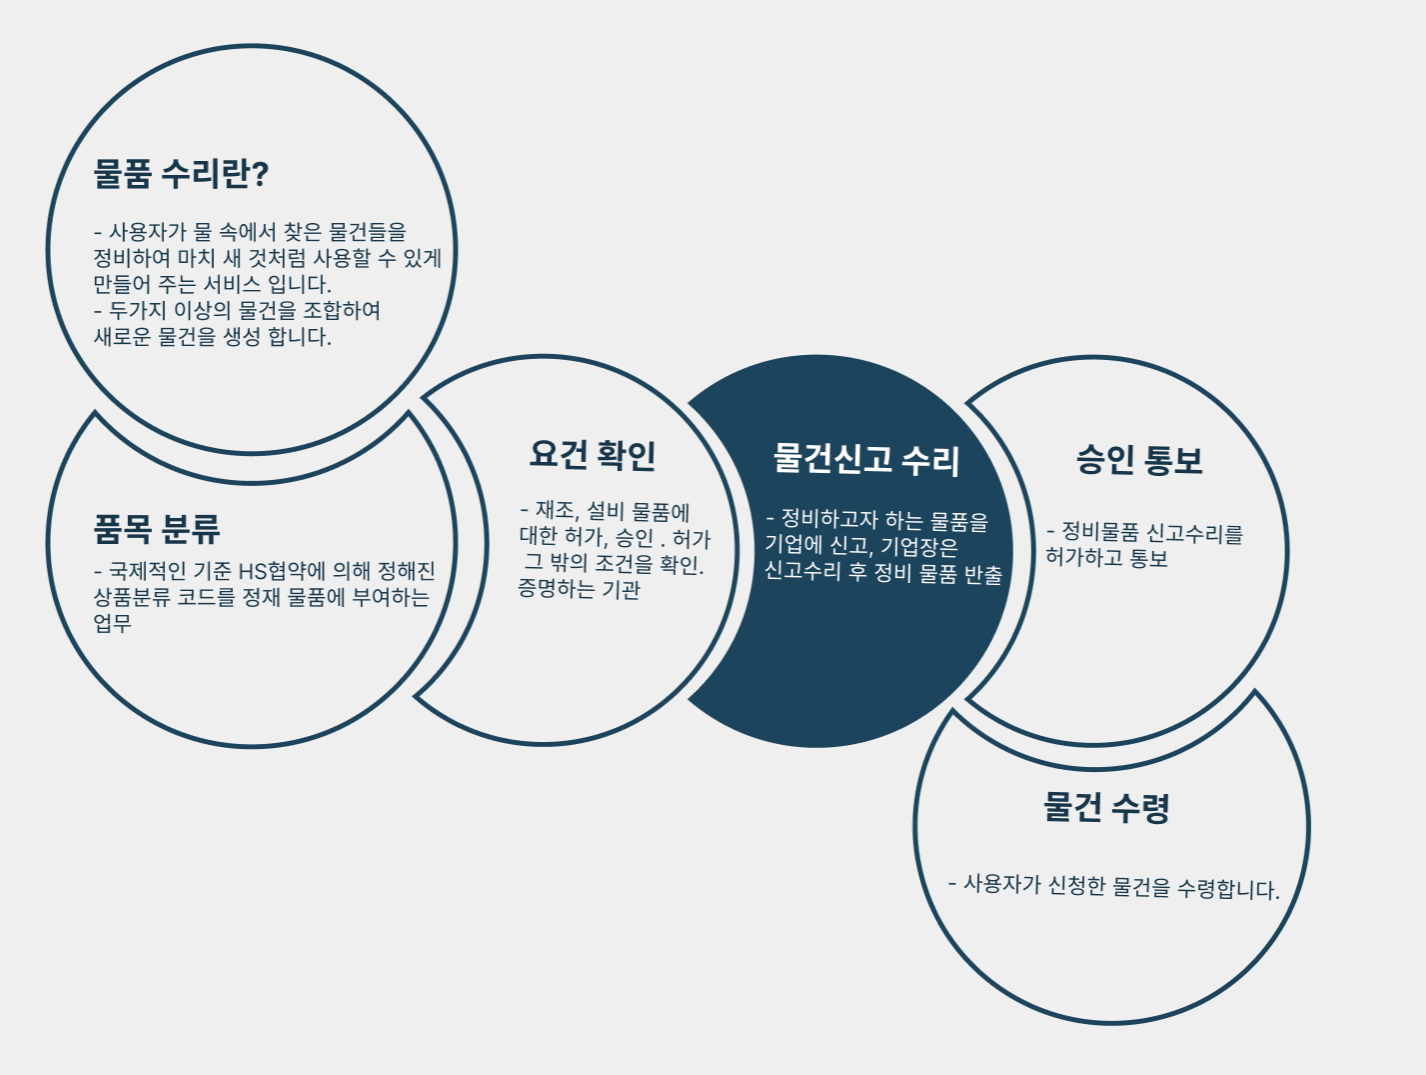 물품 수리란?
- 사용자가 물 속에서 찾은 물건들을
정비하여 마치 새 것처럼 사용할 수 있게
만들어 주는 서비스 입니다.
- 두가지 이상의 물건을 조합하여
새로운 물건을 생성 합니다.
품목 분류
- 국제적인 기준 HS협약에 의해 정해진
상품분류 코드를 정재 물품에 부여하는
업무
요건 확인
- 재조, 설비 물품에
대한 허가, 승인 . 허가
그 밖의 조건을 확인.
증명하는 기관
물건신고 수리
- 정비하고자 하는 물품을
기업에 신고, 기업장은
신고수리 후 정비 물품 반출
승인 통보
- 정비물품 신고수리를
허가하고 통보
물건 수령
- 사용자가 신청한 물건을 수령합니다.